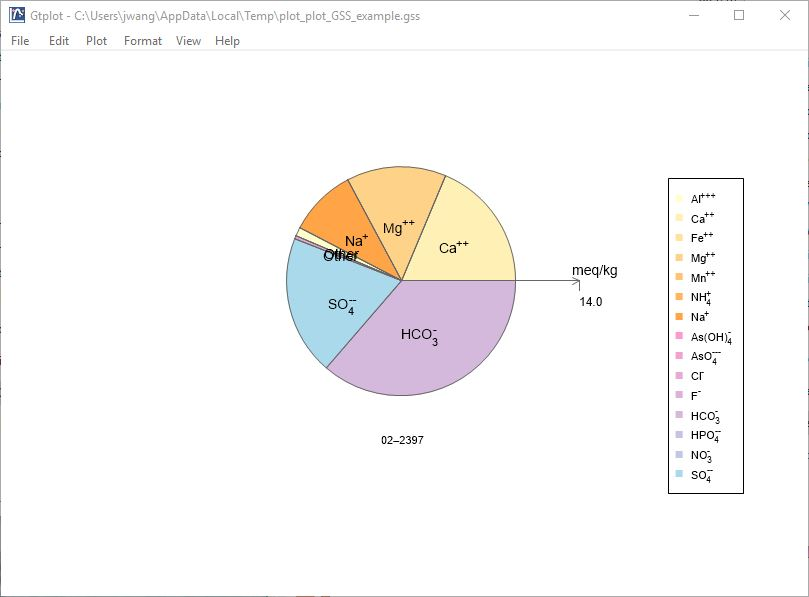 Gtplot - C:\Users\jwang\AppData\Local\Temp\plot_plot_GSS_example.gss
File Edit Plot Format View Help
Mg++
Ca++
Na+
Other
Other
SO4--
HCO3-
meq/kg
14.0
02–2397
Al+++
Ca++
Fe++
Mg++
Mn++
NH4+
Na+
As(OH)4-
AsO4---
Cl-
F-
HCO3-
HPO4--
NO3-
SO4--